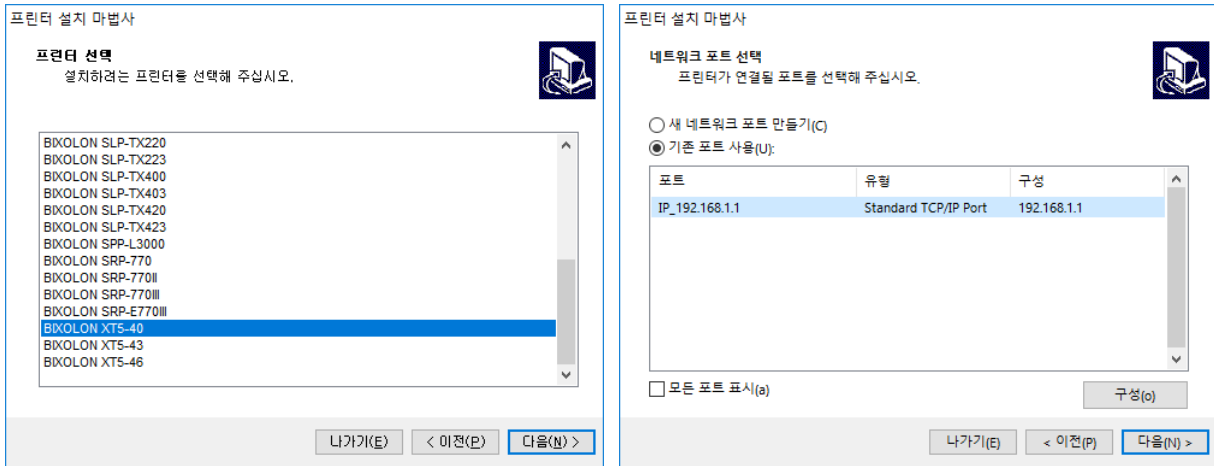 프린터 설치 마법사
프린터 선택
설치하려는 프린터를 선택해 주십시오.
BIXOLON SLP-TX220
BIXOLON SLP-TX223
BIXOLON SLP-TX400
BIXOLON SLP-TX403
BIXOLON SLP-TX420
BIXOLON SLP-TX423
BIXOLON SPP-L3000
BIXOLON SRP-770
BIXOLON SRP-770II
BIXOLON SRP-770III
BIXOLON SRP-E770III
BIXOLON XT5-40
BIXOLON XT5-43
BIXOLON XT5-46
나가기(E) < 이전(P) 다음(N) >
프린터 설치 마법사
네트워크 포트 선택
프린터가 연결될 포트를 선택해 주십시오.
새 네트워크 포트 만들기(C)
기존 포트 사용(U):
포트 유형 구성
IP_192.168.1.1 Standard TCP/IP Port 192.168.1.1
모든 포트 표시(a)
구성(o)
나가기(E) < 이전(P) 다음(N) >